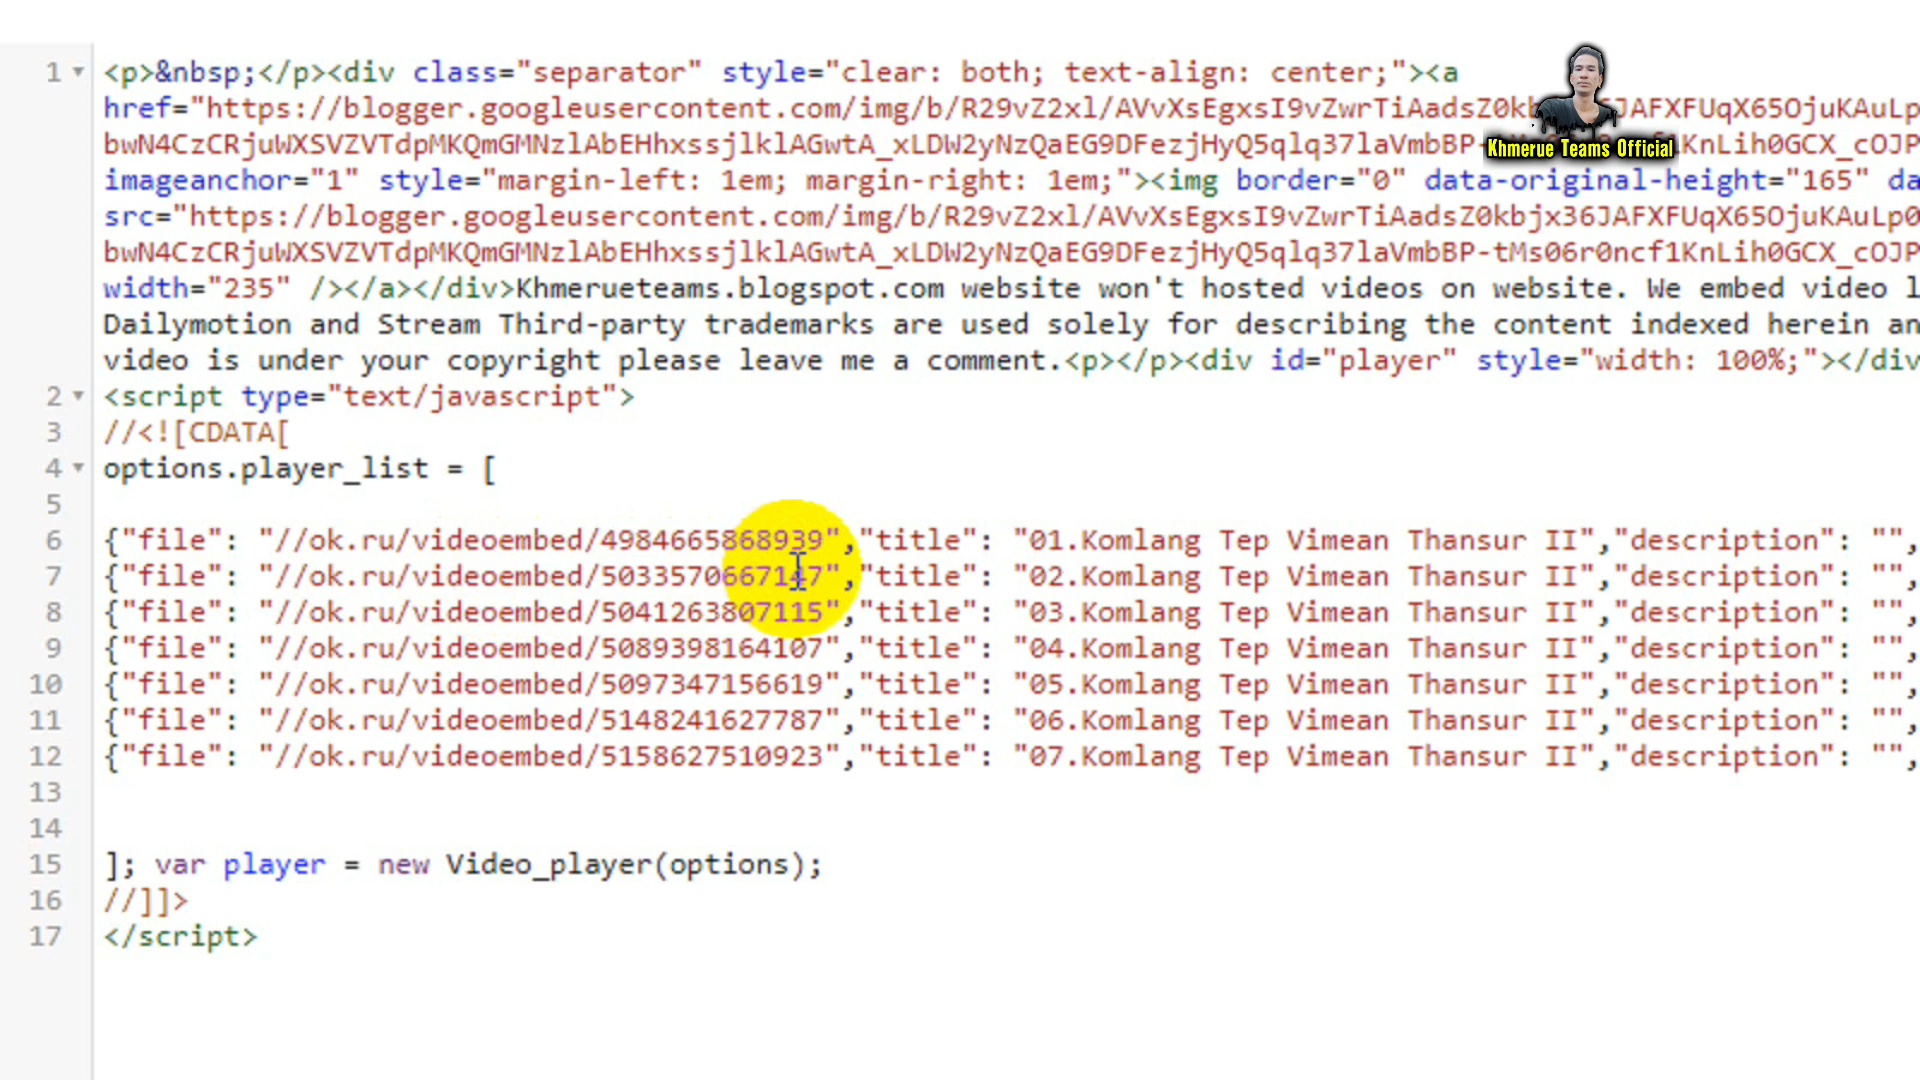 1 <p>&nbsp;</p><div class="separator" style="clear: both; text-align: center;"><a
href="https://blogger.googleusercontent.com/img/b/R29vZ2xl/AVvXsEgxsI9vZwrTiAadsZ0kb JAFXFUqX65OjuKAuLp
bwN4CzCRjuWXSVZVTdpMKQmGMNzlAbEHhxssjlklAGwtA_xLDW2yNzQaEG9DFezjHyQ5qlq37laVmbBP- KnLih0GCX_cOJP
Khmerue Teams Official
imageanchor="1" style="margin-left: 1em; margin-right: 1em;"><img border="0" data-original-height="165" da
src="https://blogger.googleusercontent.com/img/b/R29vZ2xl/AVvXsEgxsI9vZwrTiAadsZ0kbjx36JAFXFUqX65OjuKAuLp0
bwN4CzCRjuWXSVZVTdpMKQmGMNzlAbEHhxssjlklAGwtA_xLDW2yNzQaEG9DFezjHyQ5qlq37laVmbBP-tMs06r0ncf1KnLih0GCX_cOJP
width="235" /></a></div>Khmerueteams.blogspot.com website won't hosted videos on website. We embed video l
Dailymotion and Stream Third-party trademarks are used solely for describing the content indexed herein an
video is under your copyright please leave me a comment.<p></p><div id="player" style="width: 100%;"></div
2 <script type="text/javascript">
3 //<![CDATA[
4 options.player_list = [
5
6 {"file": "//ok.ru/videoembed/4984665868939","title": "01.Komlang Tep Vimean Thansur II","description": "",
7 {"file": "//ok.ru/videoembed/5033570667147","title": "02.Komlang Tep Vimean Thansur II","description": "",
8 {"file": "//ok.ru/videoembed/5041263807115","title": "03.Komlang Tep Vimean Thansur II","description": "",
9 {"file": "//ok.ru/videoembed/5089398164107","title": "04.Komlang Tep Vimean Thansur II","description": "",
10 {"file": "//ok.ru/videoembed/5097347156619","title": "05.Komlang Tep Vimean Thansur II","description": "",
11 {"file": "//ok.ru/videoembed/5148241627787","title": "06.Komlang Tep Vimean Thansur II","description": "",
12 {"file": "//ok.ru/videoembed/5158627510923","title": "07.Komlang Tep Vimean Thansur II","description": "",
13
14
15 ]; var player = new Video_player(options);
16 //]]>
17 </script>